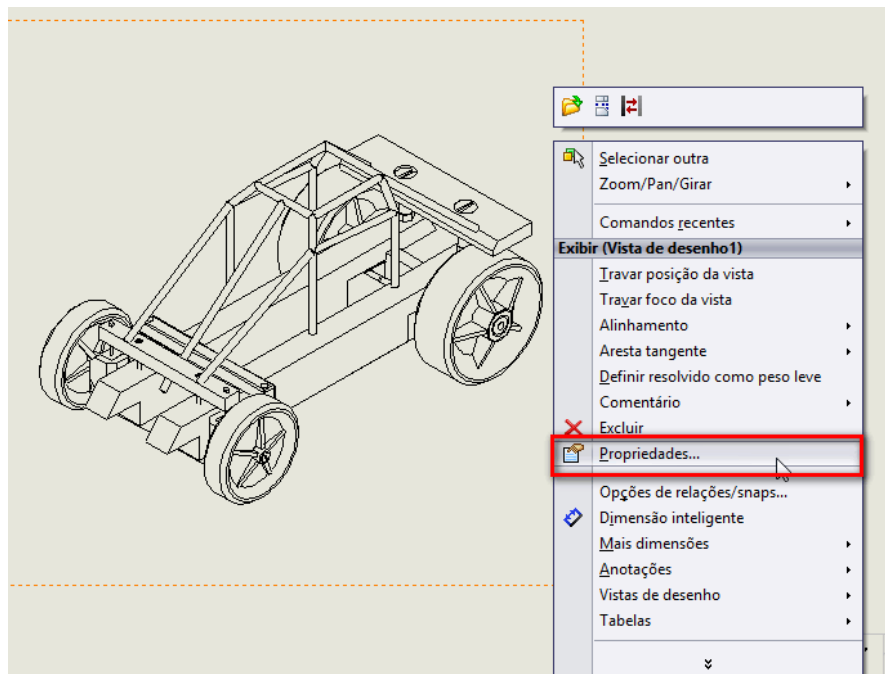 Selecionar outra
Zoom/Pan/Girar
Comandos recentes
Exibir (Vista de desenho1)
Travar posição da vista
Travar foco da vista
Alinhamento
Aresta tangente
Definir resolvido como peso leve
Comentário
Excluir
Propriedades...
Opções de relações/snaps...
Dimensão inteligente
Mais dimensões
Anotações
Vistas de desenho
Tabelas